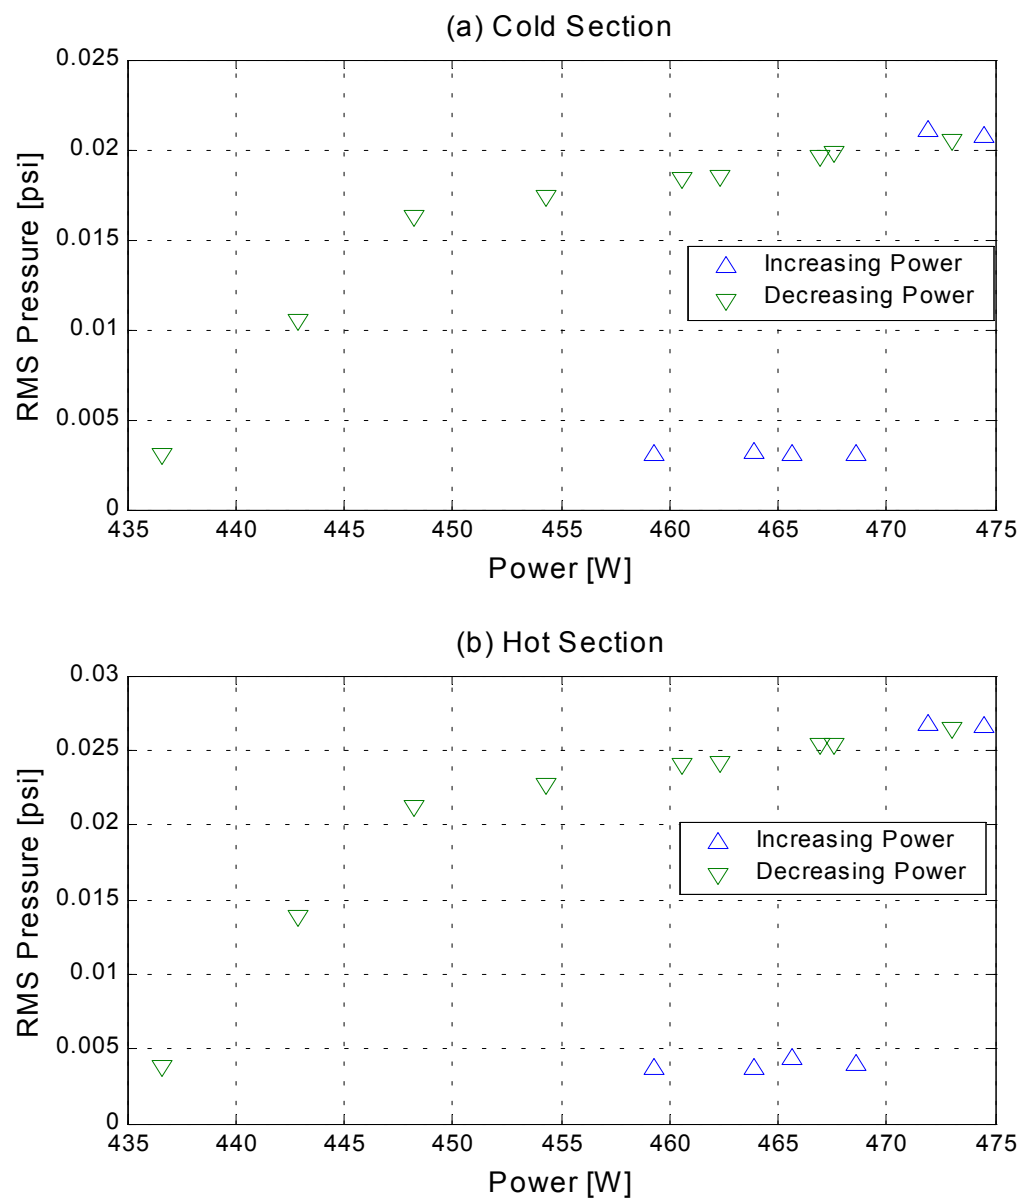 (a) Cold Section
0.025
0.02
0.015
0.01
0.005
0
RMS Pressure [psi]
Increasing Power
Decreasing Power
435 440 445 450 455 460 465 470 475
Power [W]
(b) Hot Section
0.03
0.025
0.02
0.015
0.01
0.005
0
RMS Pressure [psi]
Increasing Power
Decreasing Power
435 440 445 450 455 460 465 470 475
Power [W]